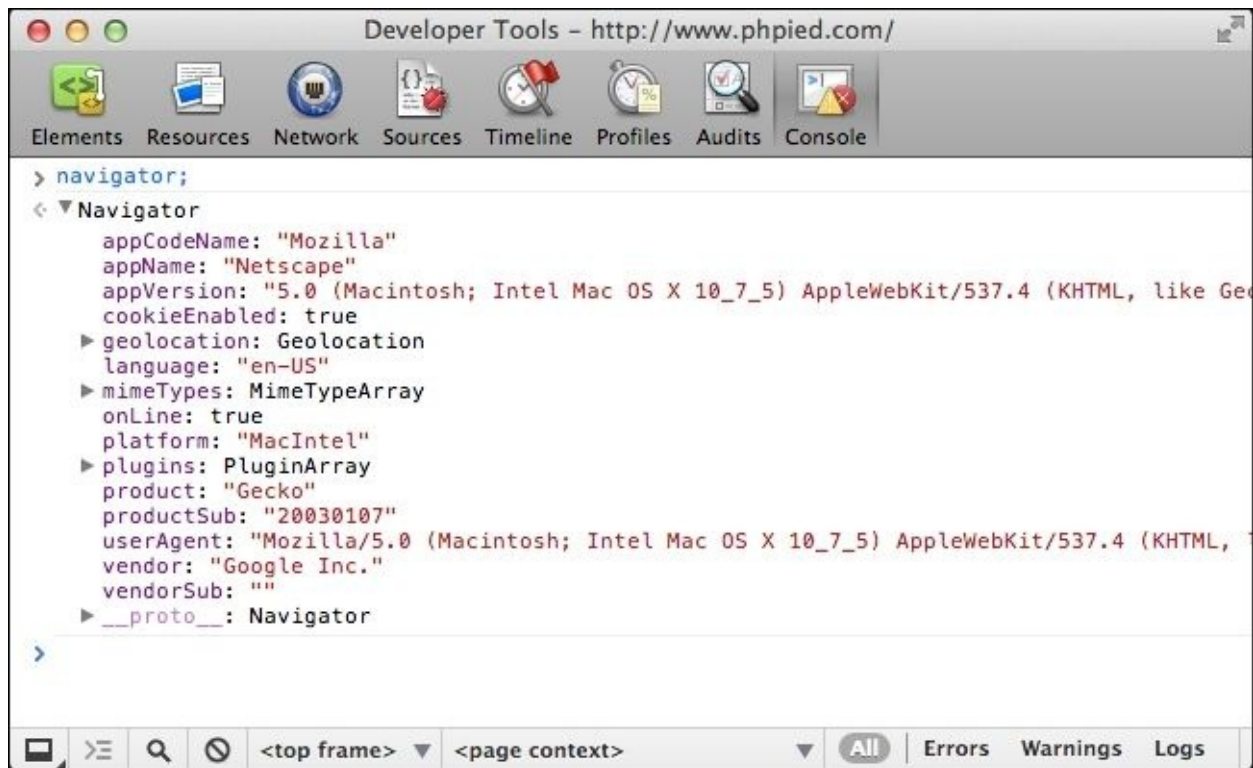 Developer Tools – http://www.phpied.com/
Elements Resources Network Sources Timeline Profiles Audits Console
> navigator;
Navigator
appCodeName: "Mozilla"
appName: "Netscape"
appVersion: "5.0 (Macintosh; Intel Mac OS X 10_7_5) AppleWebKit/537.4 (KHTML, like Gec
cookieEnabled: true
geolocation: Geolocation
language: "en-US"
mimeTypes: MimeTypeArray
onLine: true
platform: "MacIntel"
plugins: PluginArray
product: "Gecko"
productSub: "20030107"
userAgent: "Mozilla/5.0 (Macintosh; Intel Mac OS X 10_7_5) AppleWebKit/537.4 (KHTML,
vendor: "Google Inc."
vendorSub: ""
__proto__: Navigator
>
<top frame> <page context> All Errors Warnings Logs